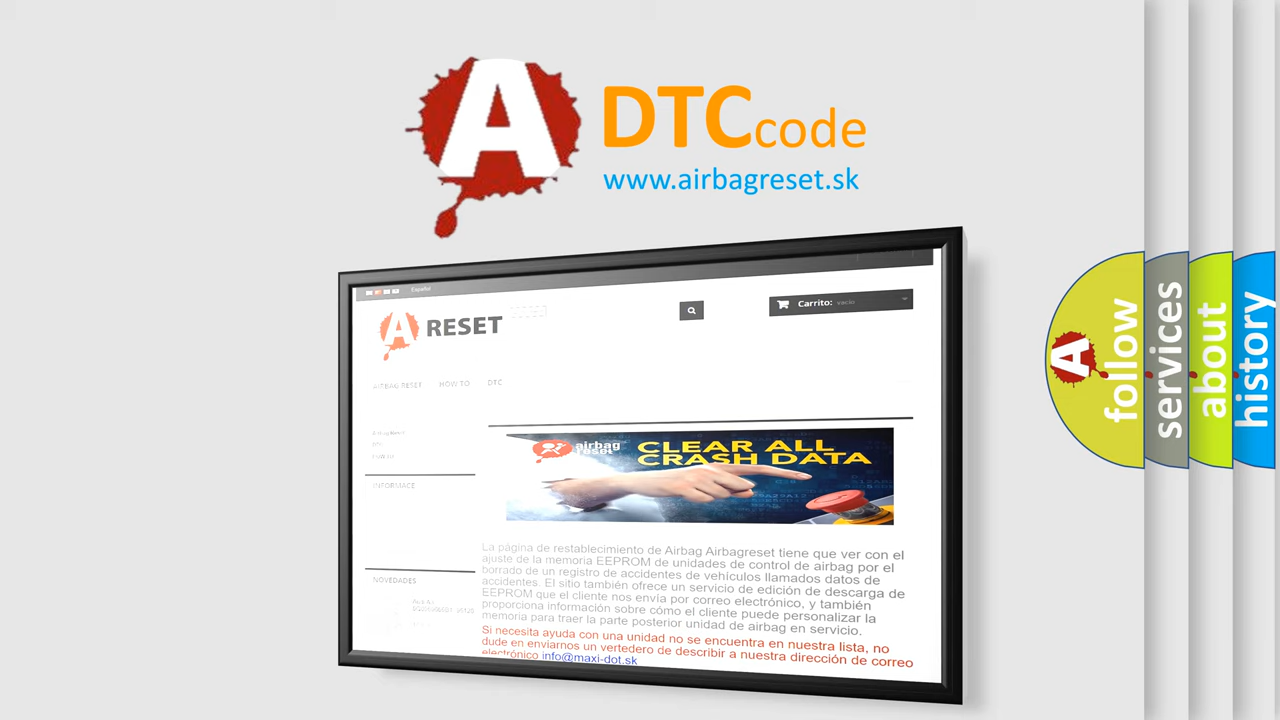 A
DTC code
www.airbagreset.sk
Español
A RESET
Carrito: vacío
AIRBAG RESET HOW TO DTC
INFORMACE
airbag
reset
CLEAR ALL
CRASH DATA
La página de restablecimiento de Airbag Airbagreset tiene que ver con el
ajuste de la memoria EEPROM de unidades de control de airbag por el
borrado de un registro de accidentes de vehículos llamados datos de
accidentes. El sitio también ofrece un servicio de edición de descarga de
EEPROM que el cliente nos envía por correo electrónico, y también
proporciona información sobre cómo el cliente puede personalizar la
memoria para traer la parte posterior unidad de airbag en servicio.
Si necesita ayuda con una unidad no se encuentra en nuestra lista, no
dude en enviarnos un vertedero de describir a nuestra dirección de correo
electrónico info@maxi-dot.sk
NOVEDADES
A
follow
services
about
history